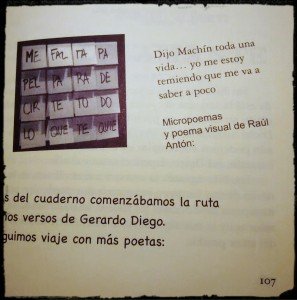 ME FAL TA PA
PEL PA RA DE
CIR TE TO DO
LO QUE TE QUIE
Dijo Machín toda una
vida... yo me estoy
temiendo que me va a
saber a poco
Micropoemas
y poema visual de Raúl
Antón:
s del cuaderno comenzábamos la ruta
nos versos de Gerardo Diego.
guimos viaje con más poetas:
107